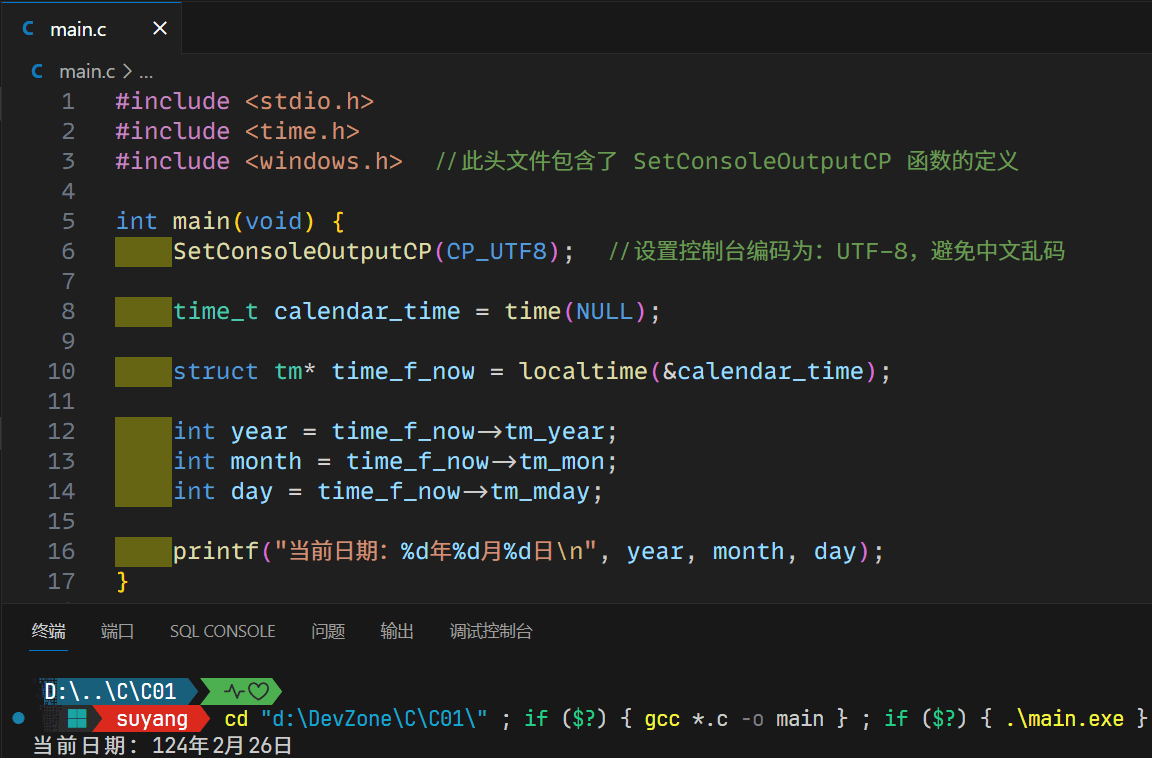 C main.c ×
C main.c > ...
1 #include <stdio.h>
2 #include <time.h>
3 #include <windows.h>  //此头文件包含了 SetConsoleOutputCP 函数的定义
4
5 int main(void) {
6     SetConsoleOutputCP(CP_UTF8);  //设置控制台编码为：UTF-8，避免中文乱码
7
8     time_t calendar_time = time(NULL);
9
10     struct tm* time_f_now = localtime(&calendar_time);
11
12     int year = time_f_now->tm_year;
13     int month = time_f_now->tm_mon;
14     int day = time_f_now->tm_mday;
15
16     printf("当前日期：%d年%d月%d日\n", year, month, day);
17 }
终端 端口 SQL CONSOLE 问题 输出 调试控制台
D:\..\C\C01
suyang cd "d:\DevZone\C\C01\" ; if ($?) { gcc *.c -o main } ; if ($?) { .\main.exe }
当前日期：124年2月26日